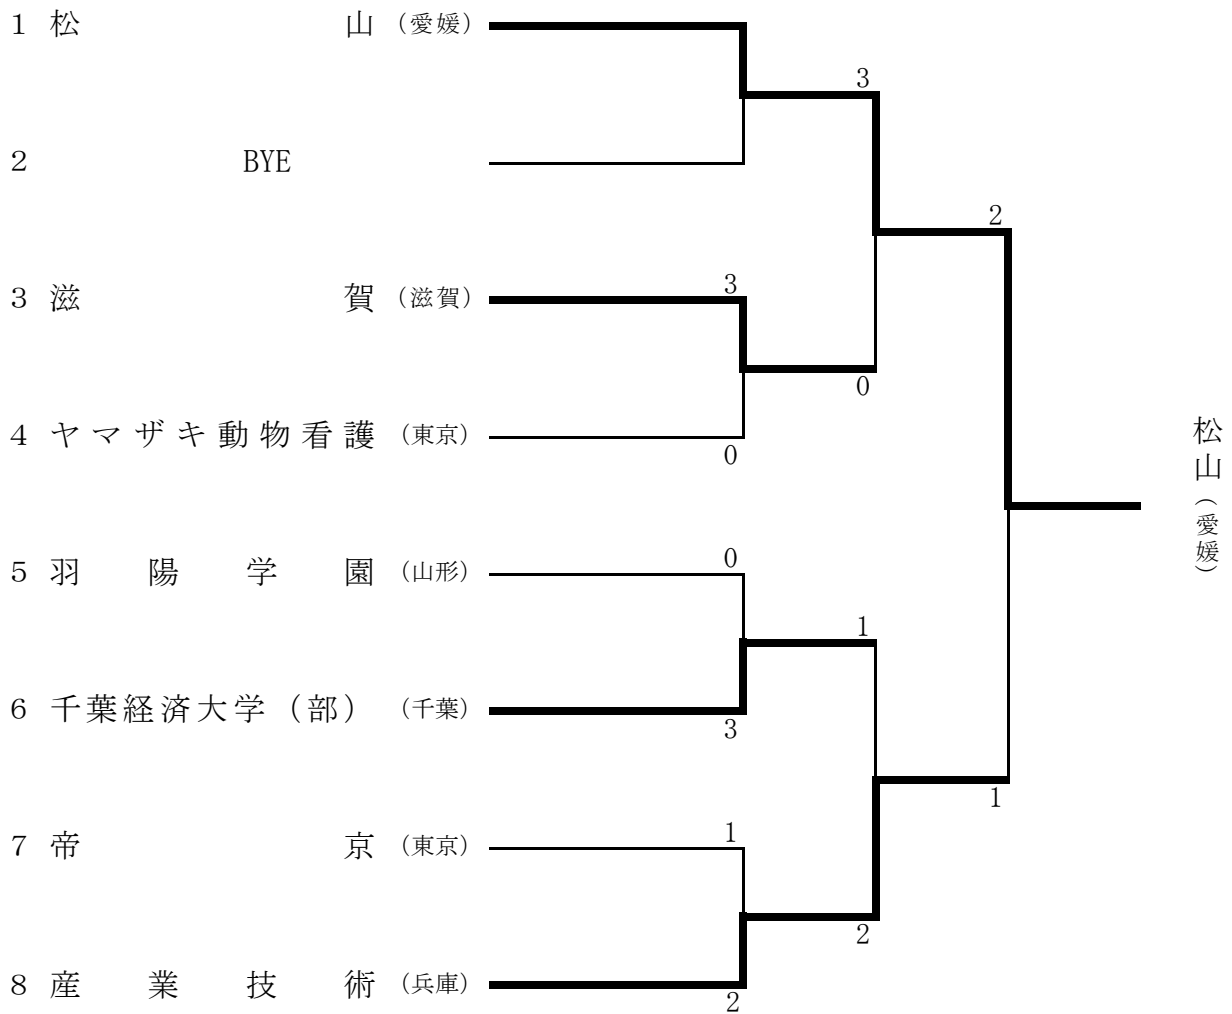 1 松山 (愛媛)
3
2 BYE
2
3 滋賀 (滋賀)
3
0
4 ヤマザキ動物看護 (東京)
0
松山(愛媛)
5 羽陽学園 (山形)
0
1
6 千葉経済大学(部) (千葉)
3
1
7 帝京 (東京)
1
2
8 産業技術 (兵庫)
2